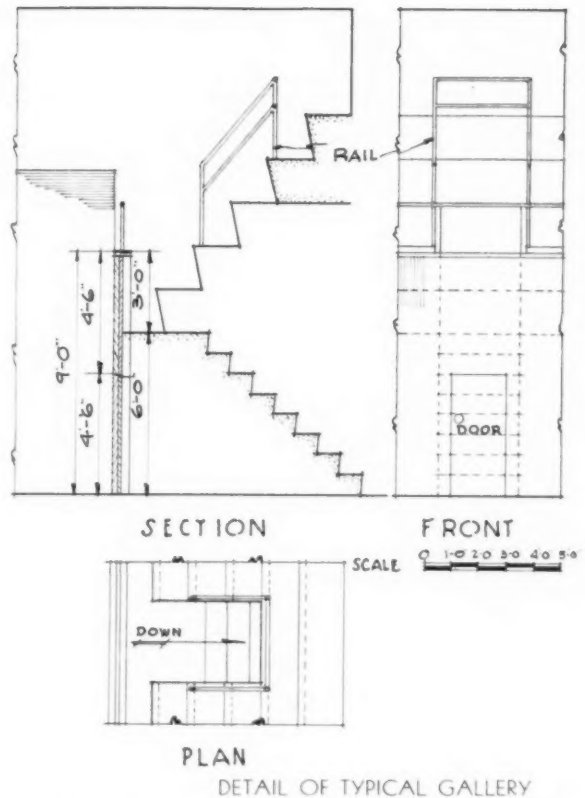 RAIL
9'-0"
4'-6"
3'-0"
4'-6"
6'-0"
DOOR
SECTION
FRONT
SCALE 0 1-0 2-0 3-0 4-0 5-0
DOWN
PLAN
DETAIL OF TYPICAL GALLERY